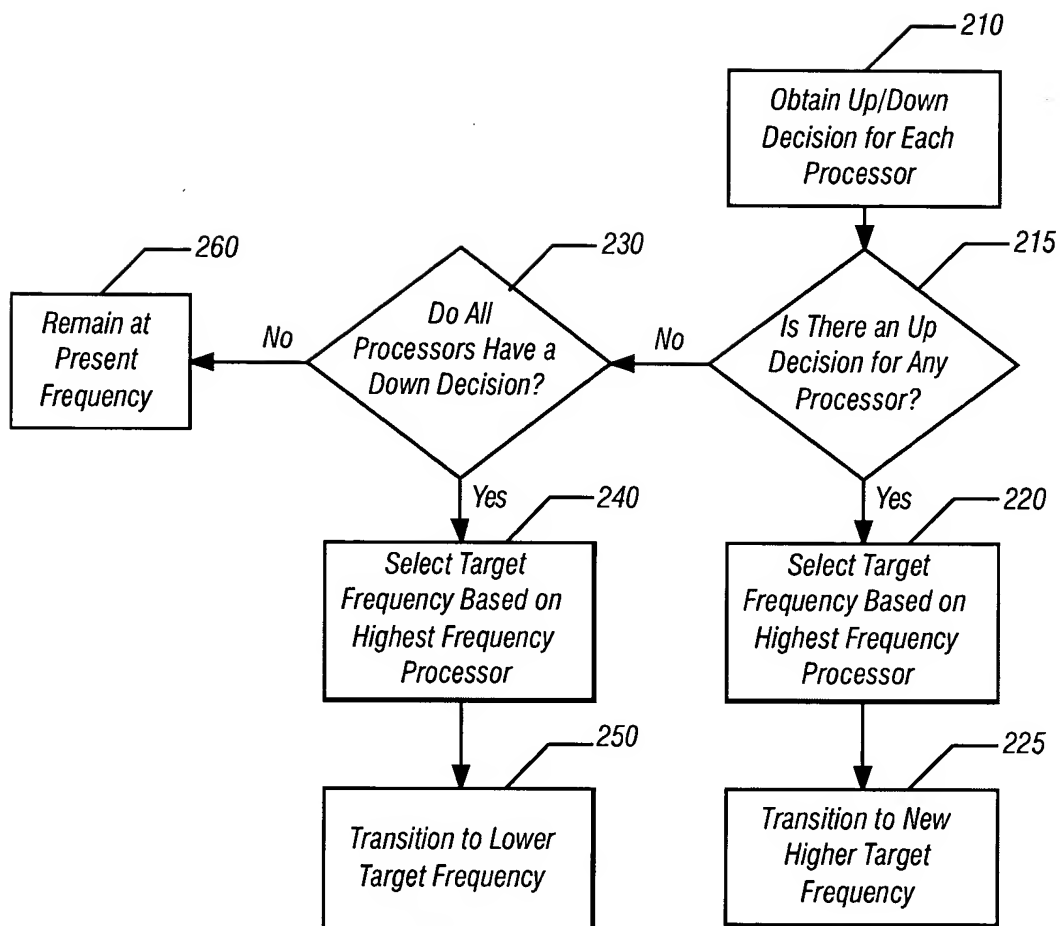 210
Obtain Up/Down
Decision for Each
Processor
215
Is There an Up
Decision for Any
Processor?
No
Yes
230
Do All
Processors Have a
Down Decision?
No
Yes
260
Remain at
Present
Frequency
240
Select Target
Frequency Based on
Highest Frequency
Processor
220
Select Target
Frequency Based on
Highest Frequency
Processor
250
Transition to Lower
Target Frequency
225
Transition to New
Higher Target
Frequency